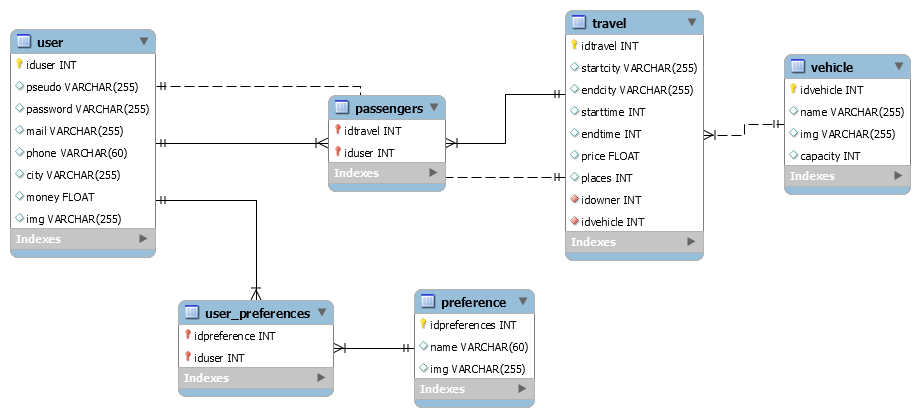 user
iduser INT
pseudo VARCHAR(255)
password VARCHAR(255)
mail VARCHAR(255)
phone VARCHAR(60)
city VARCHAR(255)
money FLOAT
img VARCHAR(255)
Indexes
passengers
idtravel INT
iduser INT
Indexes
travel
idtravel INT
startcity VARCHAR(255)
endcity VARCHAR(255)
starttime INT
endtime INT
price FLOAT
places INT
idowner INT
idvehicle INT
Indexes
vehicle
idvehicle INT
name VARCHAR(255)
img VARCHAR(255)
capacity INT
Indexes
user_preferences
idpreference INT
iduser INT
Indexes
preference
idpreferences INT
name VARCHAR(60)
img VARCHAR(255)
Indexes